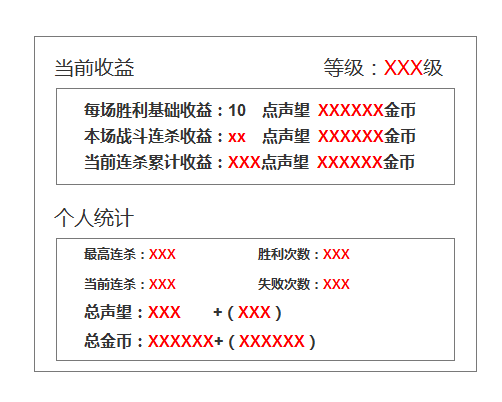 当前收益 等级：XXX级
每场胜利基础收益：10 点声望 XXXXXX金币
本场战斗连杀收益：xx 点声望 XXXXXX金币
当前连杀累计收益：XXX点声望 XXXXXX金币
个人统计
最高连杀：XXX 胜利次数：XXX
当前连杀：XXX 失败次数：XXX
总声望：XXX +（XXX）
总金币：XXXXXX+（XXXXXX）